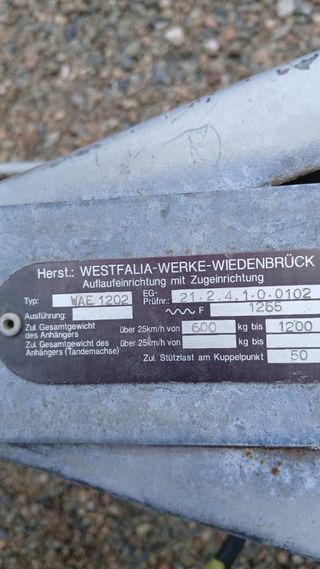 Herst.: WESTFALIA-WERKE-WIEDENBRÜCK
Auflaufeinrichtung mit Zugeinrichtung
Typ: WAE 1202 EG-Prüfnr.: 21·2.4.1.0.0102
Ausführung: F 1255
Zul. Gesamtgewicht des Anhängers über 25km/h von 600 kg bis 1200
Zul. Gesamtgewicht des Anhängers (Tandemachse) über 25km/h von kg bis
Zul. Stützlast am Kuppelpunkt 50